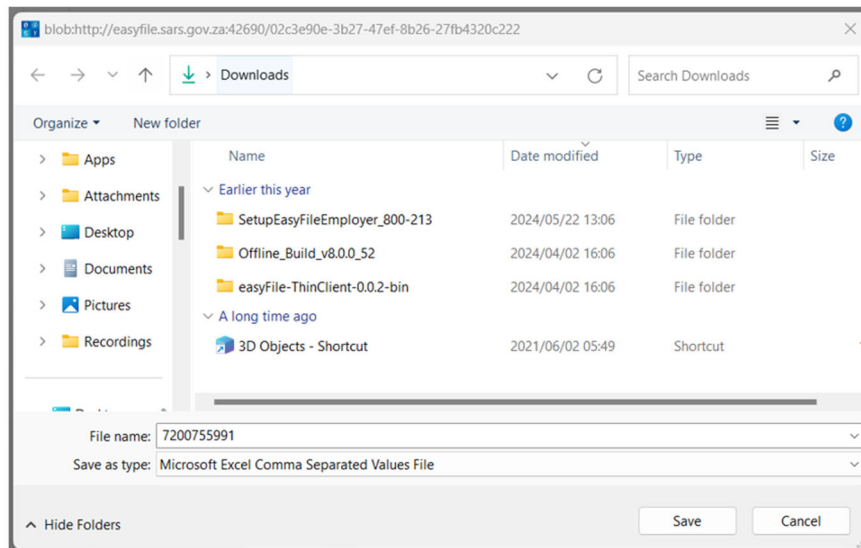 blob:http://easyfile.sars.gov.za:42690/02c3e90e-3b27-47ef-8b26-27fb4320c222
Downloads
Search Downloads
Organize
New folder
Name Date modified Type Size
Apps
Attachments
Desktop
Documents
Pictures
Recordings
Earlier this year
SetupEasyFileEmployer_800-213 2024/05/22 13:06 File folder
Offline_Build_v8.0.0_52 2024/04/02 16:06 File folder
easyFile-ThinClient-0.0.2-bin 2024/04/02 16:06 File folder
A long time ago
3D Objects - Shortcut 2021/06/02 05:49 Shortcut
File name: 7200755991
Save as type: Microsoft Excel Comma Separated Values File
Hide Folders
Save
Cancel